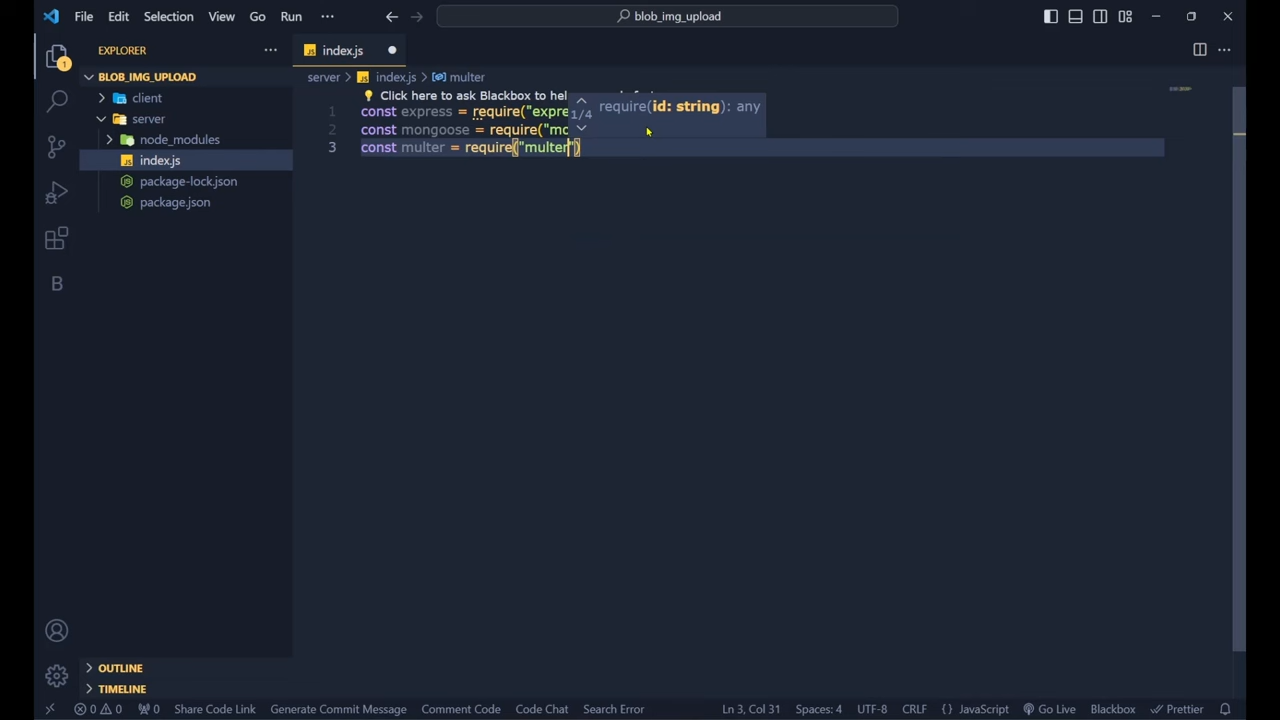 File Edit Selection View Go Run ··· blob_img_upload
EXPLORER ···
index.js
1
BLOB_IMG_UPLOAD
client
server
node_modules
index.js
package-lock.json
package.json
server > index.js > multer
Click here to ask Blackbox to hel
1 const express = require("expre
2 const mongoose = require("mo
3 const multer = require("multer")
1/4 require(id: string): any
B
OUTLINE
TIMELINE
0 0 0 Share Code Link Generate Commit Message Comment Code Code Chat Search Error Ln 3, Col 31 Spaces: 4 UTF-8 CRLF {} JavaScript Go Live Blackbox Prettier